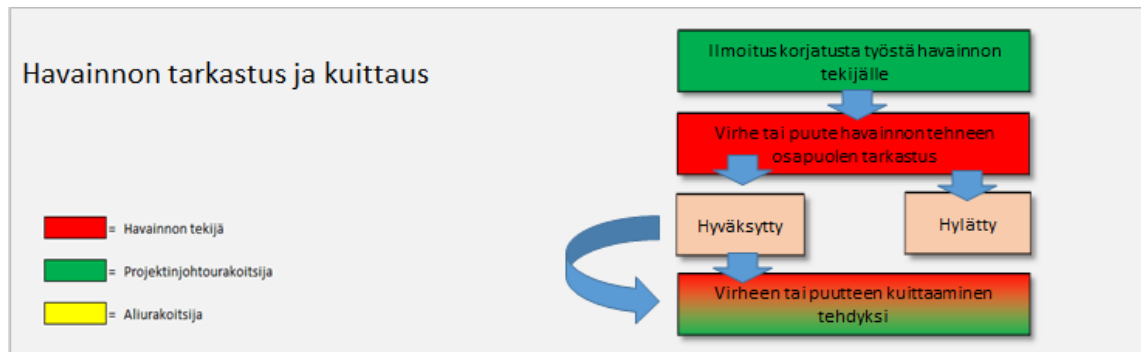 Havainnon tarkastus ja kuittaus
Ilmoitus korjatusta työstä havainnon
tekijälle
Virhe tai puute havainnon tehneen
osapuolen tarkastus
Hyväksytty
Hylätty
Virheen tai puutteen kuittaaminen
tehdyksi
= Havainnon tekijä
= Projektinjohtourakoitsija
= Aliurakoitsija